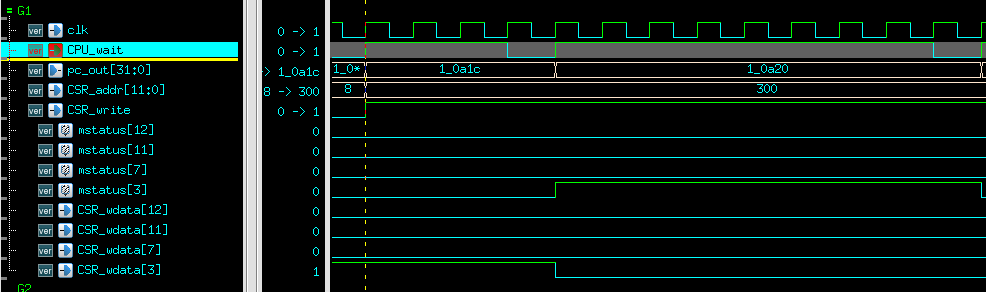 = G1
ver clk 0 -> 1
ver CPU_wait 0 -> 1
ver pc_out[31:0] > 1_0a1c 1_0* 1_0a1c 1_0a20
ver CSR_addr[11:0] 8 -> 300 8 300
ver CSR_write 0 -> 1
ver mstatus[12] 0
ver mstatus[11] 0
ver mstatus[7] 0
ver mstatus[3] 0
ver CSR_wdata[12] 0
ver CSR_wdata[11] 0
ver CSR_wdata[7] 0
ver CSR_wdata[3] 1
G2